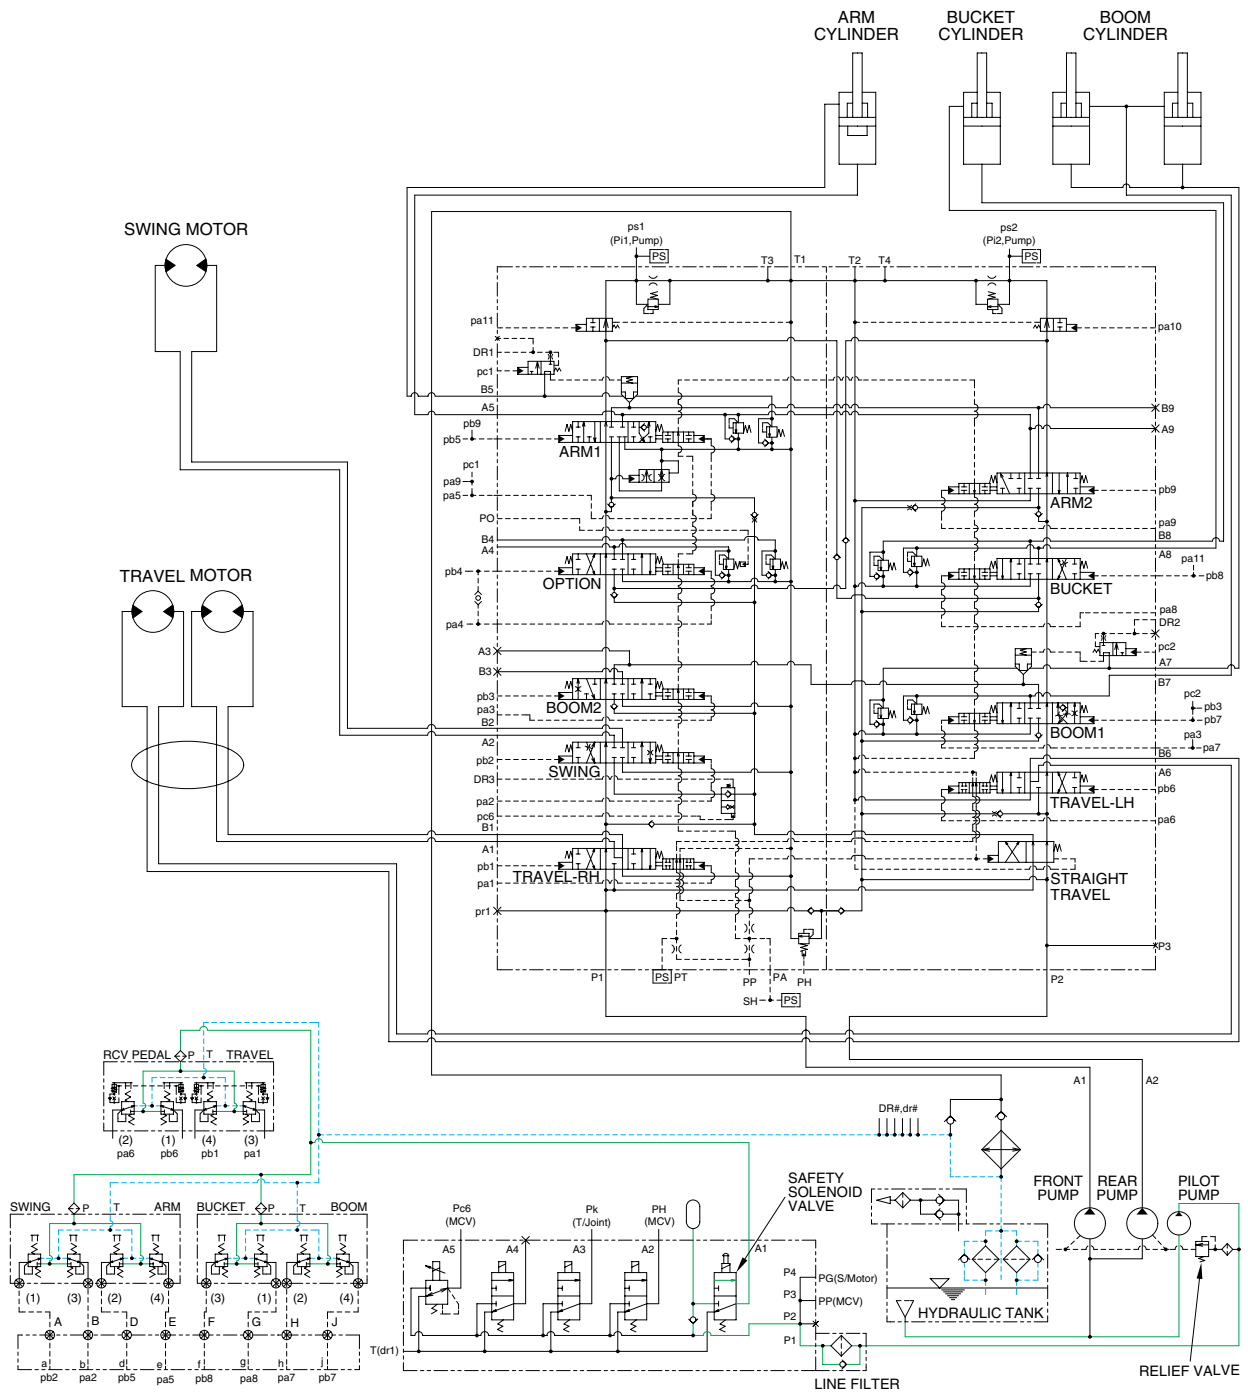 ARM
CYLINDER
BUCKET
CYLINDER
BOOM
CYLINDER
SWING MOTOR
ps1
(Pi1,Pump)
PS
ps2
(Pi2,Pump)
PS
T3
T1
T2
T4
pa11
pa10
DR1
pc1
B5
A5
B9
A9
pb9
pb5
ARM1
pc1
pa9
pa5
ARM2
pb9
PO
pa9
B4
A4
B8
A8
pb4
OPTION
BUCKET
pa11
pb8
TRAVEL MOTOR
pa4
pa8
DR2
A3
B3
pc2
A7
B7
pb3
pa3
B2
BOOM2
BOOM1
pc2
pb3
pb7
pa3
pa7
A2
pb2
SWING
B6
A6
DR3
pa2
pc6
B1
TRAVEL-LH
pb6
pa6
A1
pb1
pa1
TRAVEL-RH
STRAIGHT
TRAVEL
pr1
P3
P1
PS
PT
PP
PA
PH
P2
SH
PS
RCV PEDAL
P
T
TRAVEL
(2)
(1)
(4)
(3)
pa6
pb6
pb1
pa1
A1
A2
DR#,dr#
SWING
P
T
ARM
BUCKET
P
T
BOOM
(1)
(3)
(2)
(4)
(3)
(1)
(2)
(4)
A
B
D
E
F
G
H
J
a
b
d
e
f
g
h
j
pb2
pa2
pb5
pa5
pb8
pa8
pa7
pb7
SAFETY
SOLENOID
VALVE
Pc6
(MCV)
Pk
(T/Joint)
PH
(MCV)
A5
A4
A3
A2
A1
P4
PG(S/Motor)
P3
PP(MCV)
P2
P1
T(dr1)
LINE FILTER
FRONT
PUMP
REAR
PUMP
PILOT
PUMP
HYDRAULIC TANK
RELIEF VALVE